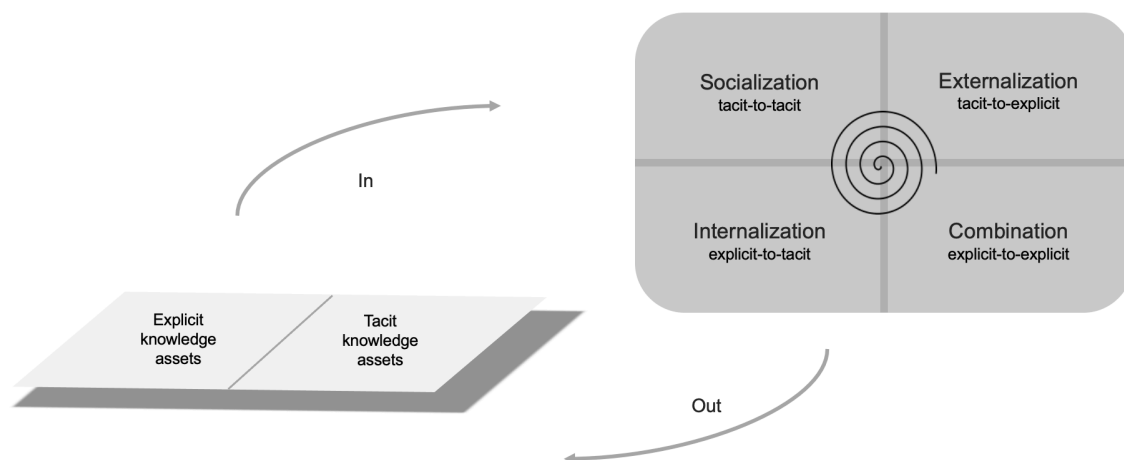 Socialization
tacit-to-tacit
Externalization
tacit-to-explicit
In
Internalization
explicit-to-tacit
Combination
explicit-to-explicit
Explicit
knowledge
assets
Tacit
knowledge
assets
Out